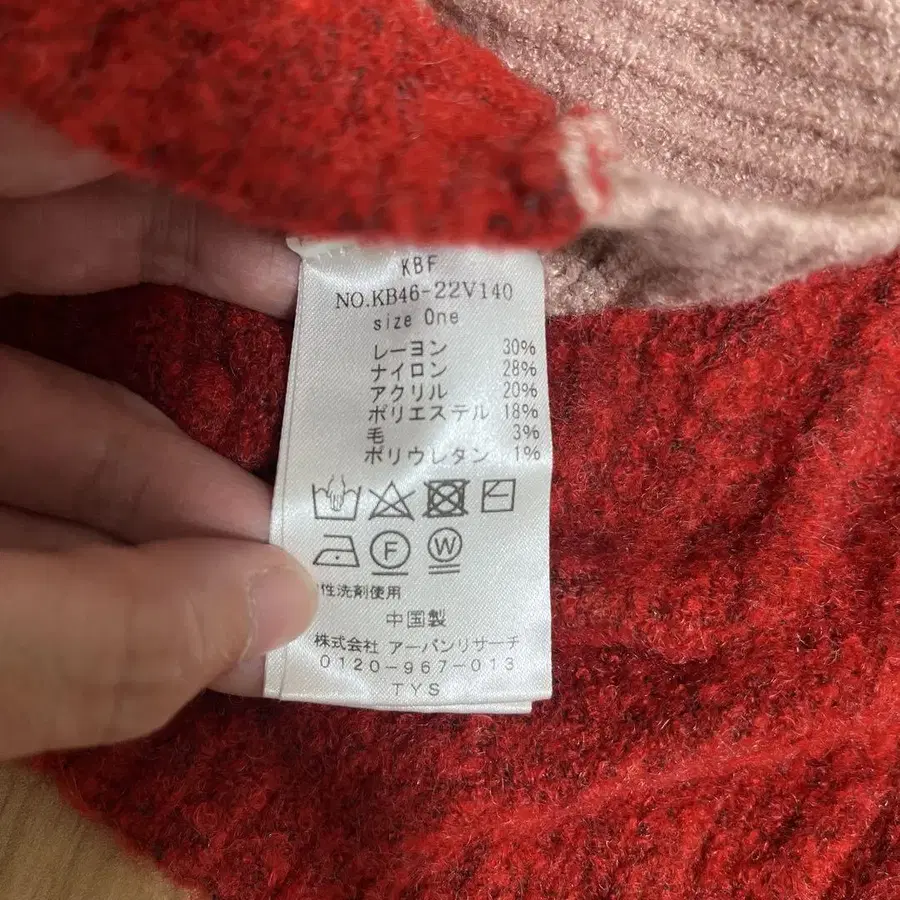 KBF
NO.KB46-22V140
size One
レーヨン 30%
ナイロン 28%
アクリル 20%
ポリエステル 18%
毛 3%
ポリウレタン 1%
F W
性洗剤使用
中国製
株式会社 アーバンリサーチ
0120-967-013
TYS